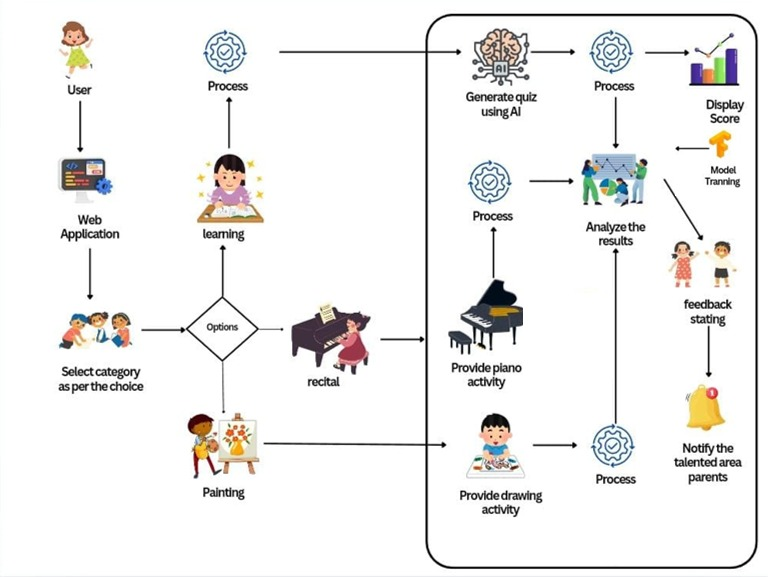 User
Process
Generate quiz
using AI
AI
Process
Display
Score
Web
Application
learning
Process
Analyze the
results
Model
Tranning
Select category
as per the choice
Options
recital
Provide piano
activity
feedback
stating
Painting
Provide drawing
activity
Process
1
Notify the
talented area
parents